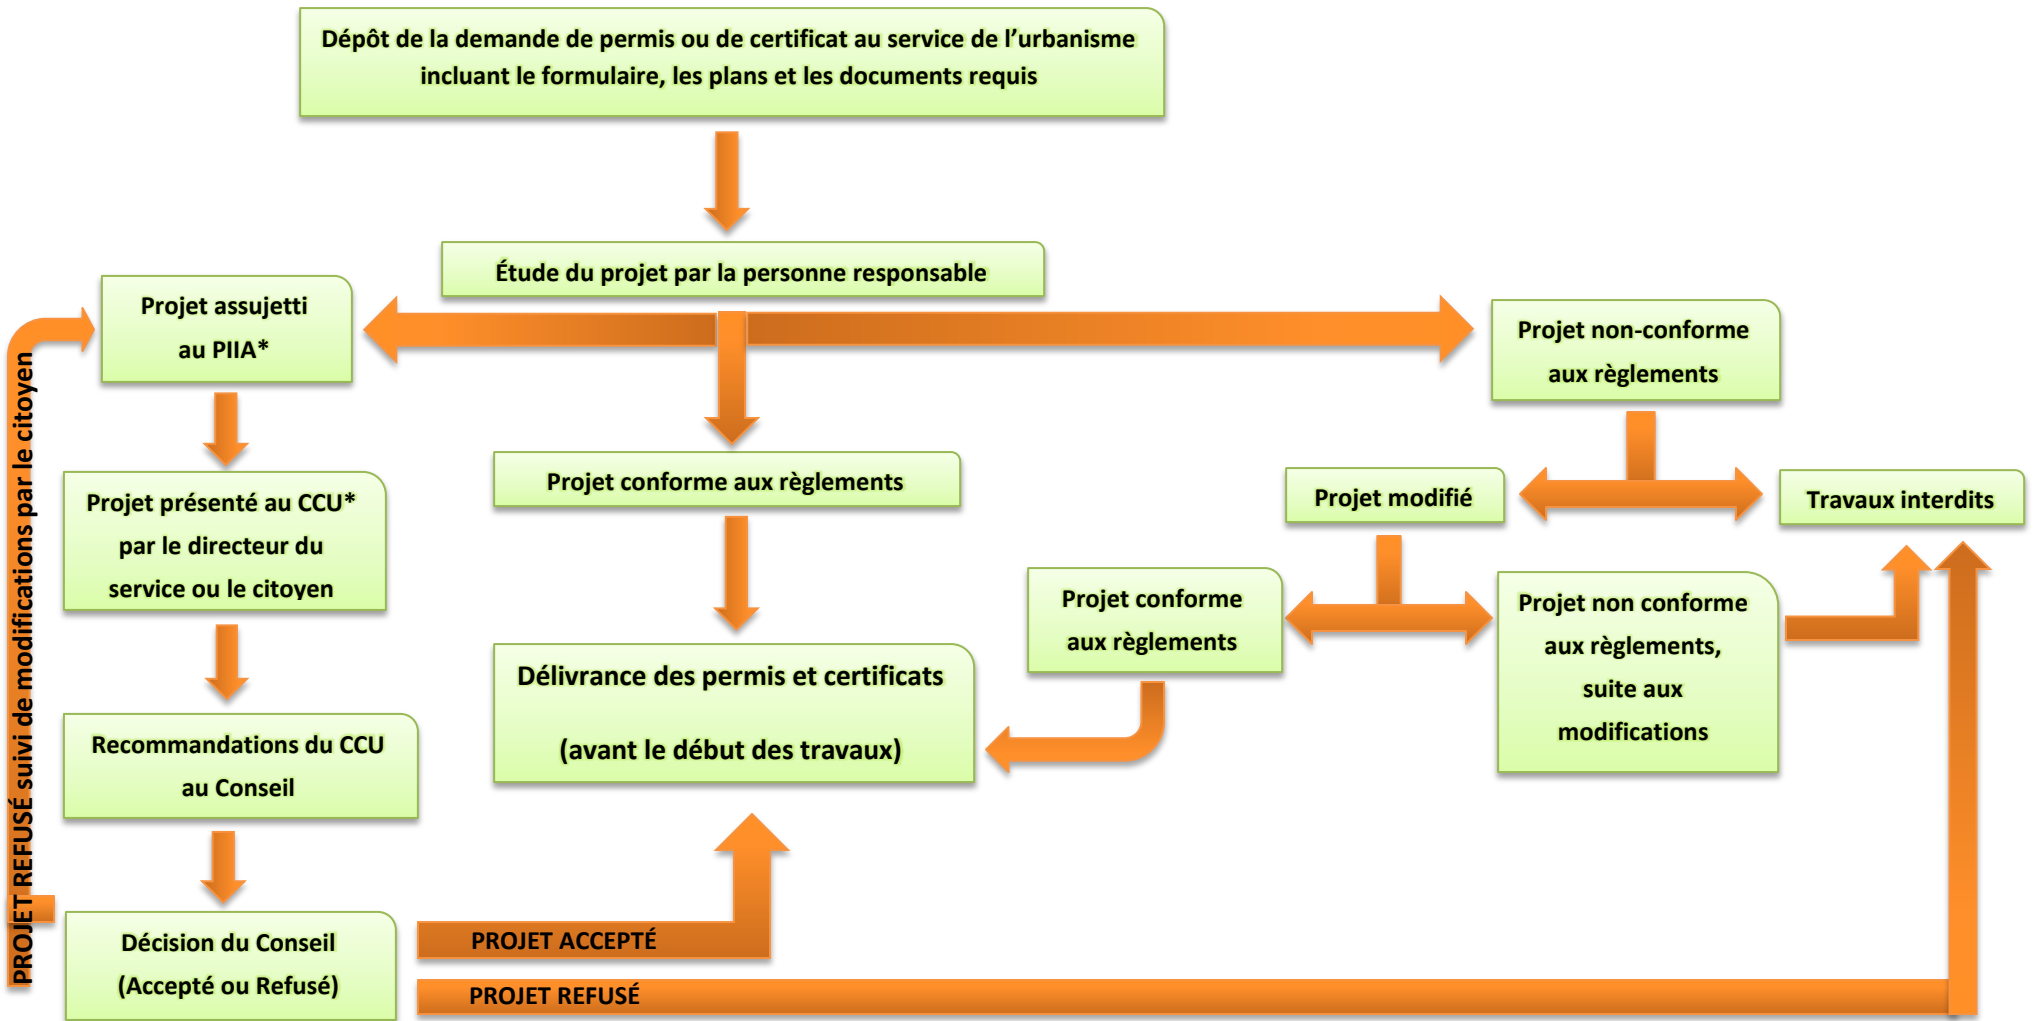 Dépôt de la demande de permis ou de certificat au service de l'urbanisme
incluant le formulaire, les plans et les documents requis
Étude du projet par la personne responsable
Projet assujetti
au PIIA*
Projet non-conforme
aux règlements
Projet conforme aux règlements
Projet présenté au CCU*
par le directeur du
service ou le citoyen
Projet modifié
Travaux interdits
Projet conforme
aux règlements
Projet non conforme
aux règlements,
suite aux
modifications
Délivrance des permis et certificats
(avant le début des travaux)
Recommandations du CCU
au Conseil
Décision du Conseil
(Accepté ou Refusé)
PROJET ACCEPTÉ
PROJET REFUSÉ
PROJET REFUSÉ suivi de modifications par le citoyen